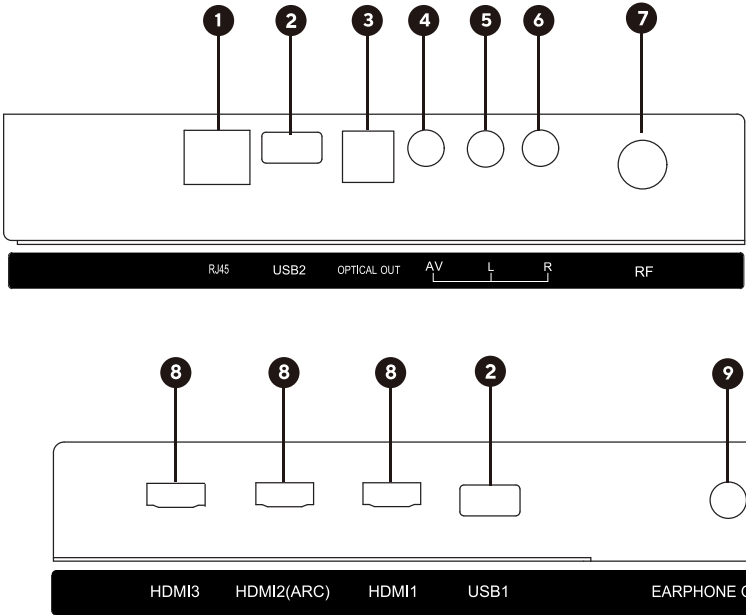 1 2 3 4 5 6 7
RJ45 USB2 OPTICAL OUT AV L R RF
8 8 8 2 9
HDMI3 HDMI2(ARC) HDMI1 USB1 EARPHONE